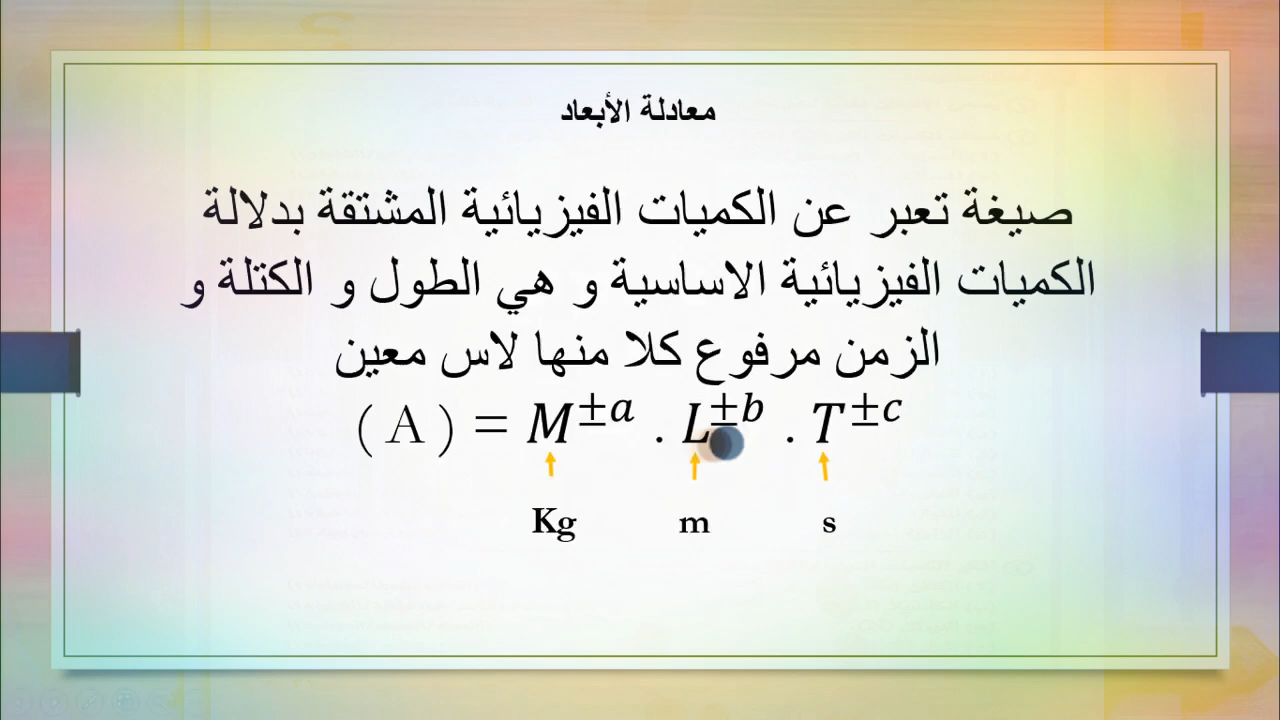 معادلة الأبعاد
صيغة تعبر عن الكميات الفيزيائية المشتقة بدلالة
الكميات الفيزيائية الاساسية و هي الطول و الكتلة و
الزمن مرفوع كلا منها لاس معين
( A ) = M^{±a} . L^{±b} . T^{±c}
Kg m s